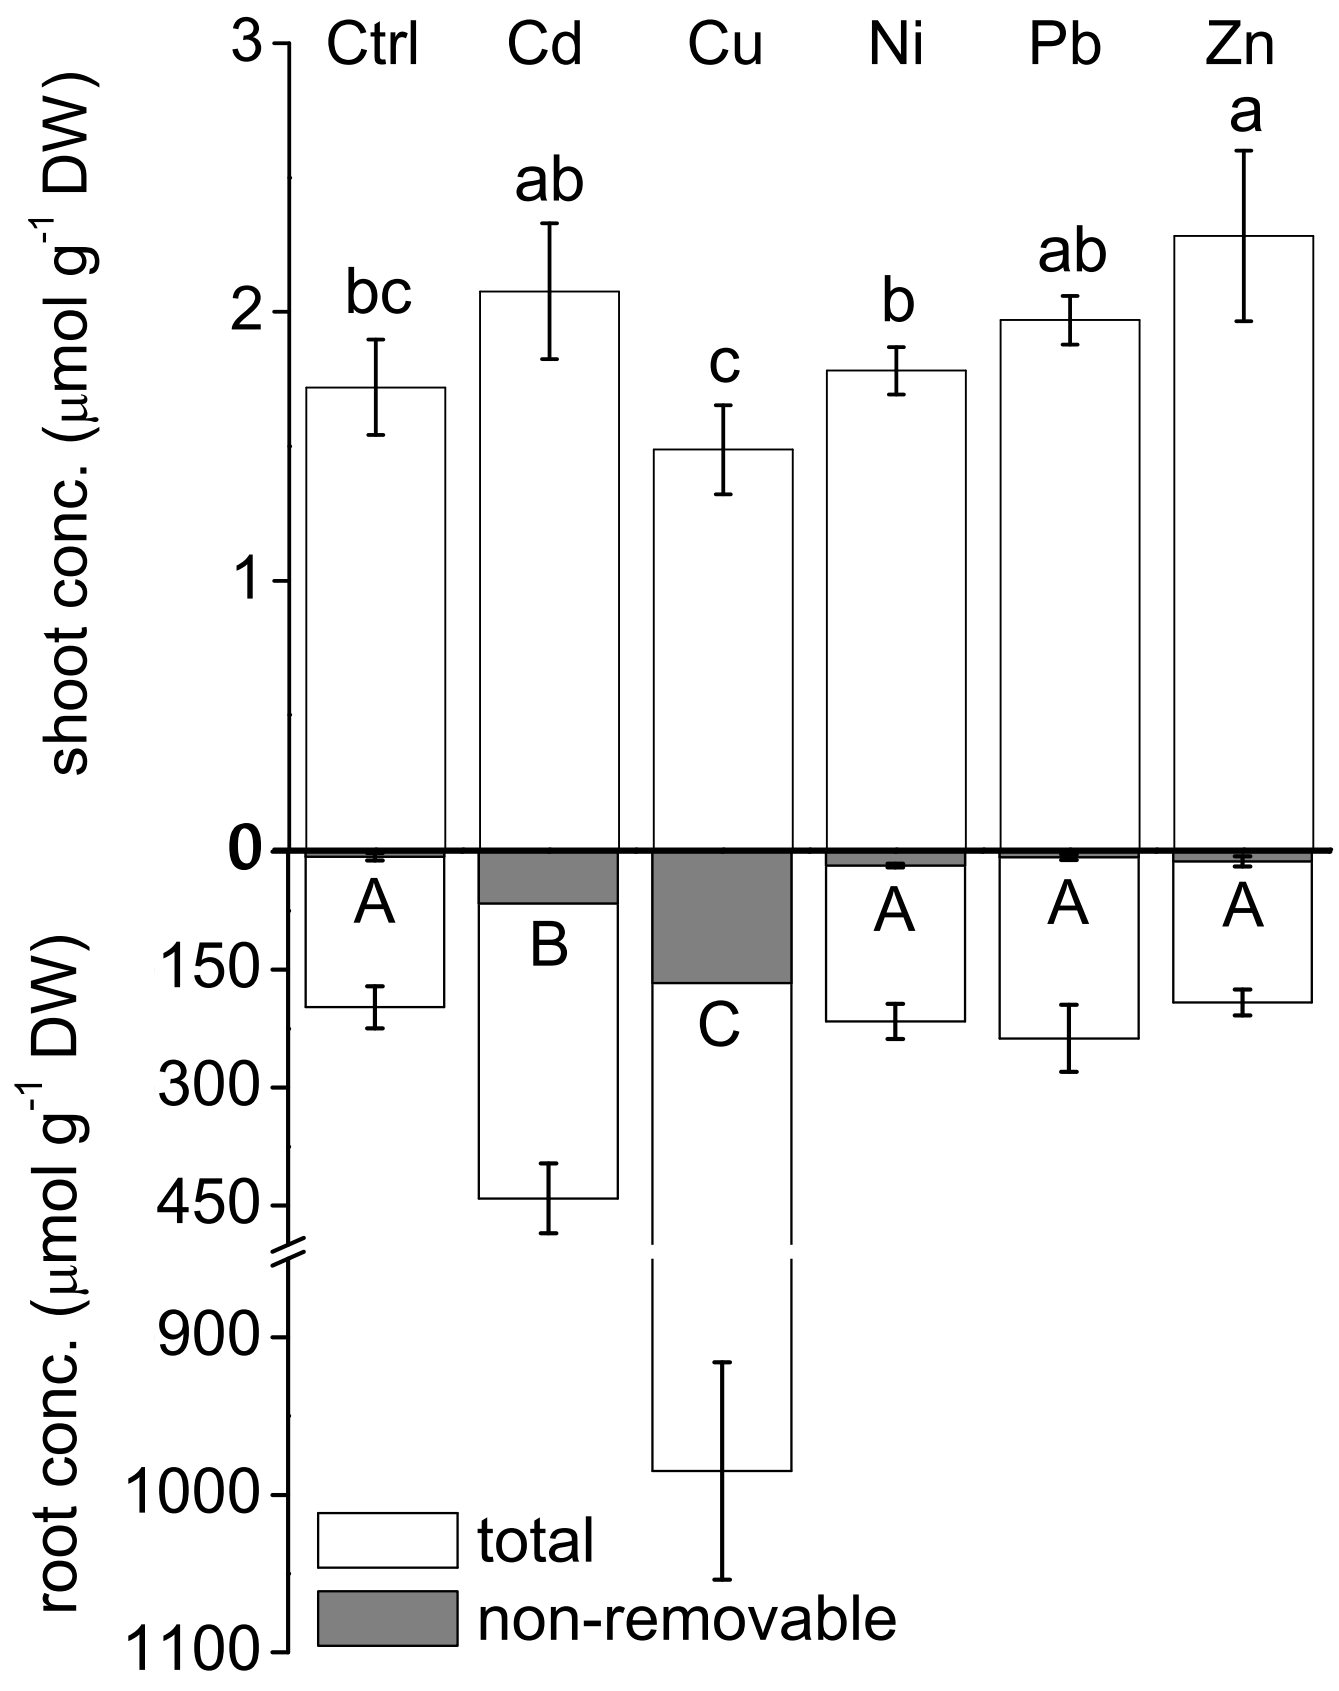 3 Ctrl Cd Cu Ni Pb Zn
a
ab
ab
bc
b
2
c
1
shoot conc. (μmol g⁻¹ DW)
0
A B C A A A
150
300
450
900
1000
1100
root conc. (μmol g⁻¹ DW)
total
non-removable